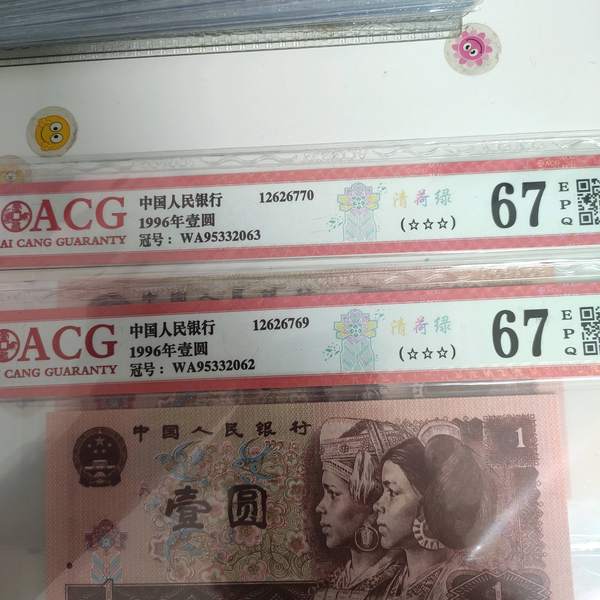 ACG
AI CANG GUARANTY
中国人民银行 12626770
1996年壹圆
冠号：WA95332063
清荷绿
(☆☆☆)
67
EPQ
ACG
ACG
CANG GUARANTY
中国人民银行 12626769
1996年壹圆
冠号：WA95332062
清荷绿
(☆☆☆)
67
EPQ
中国人民银行
壹圆
1
1